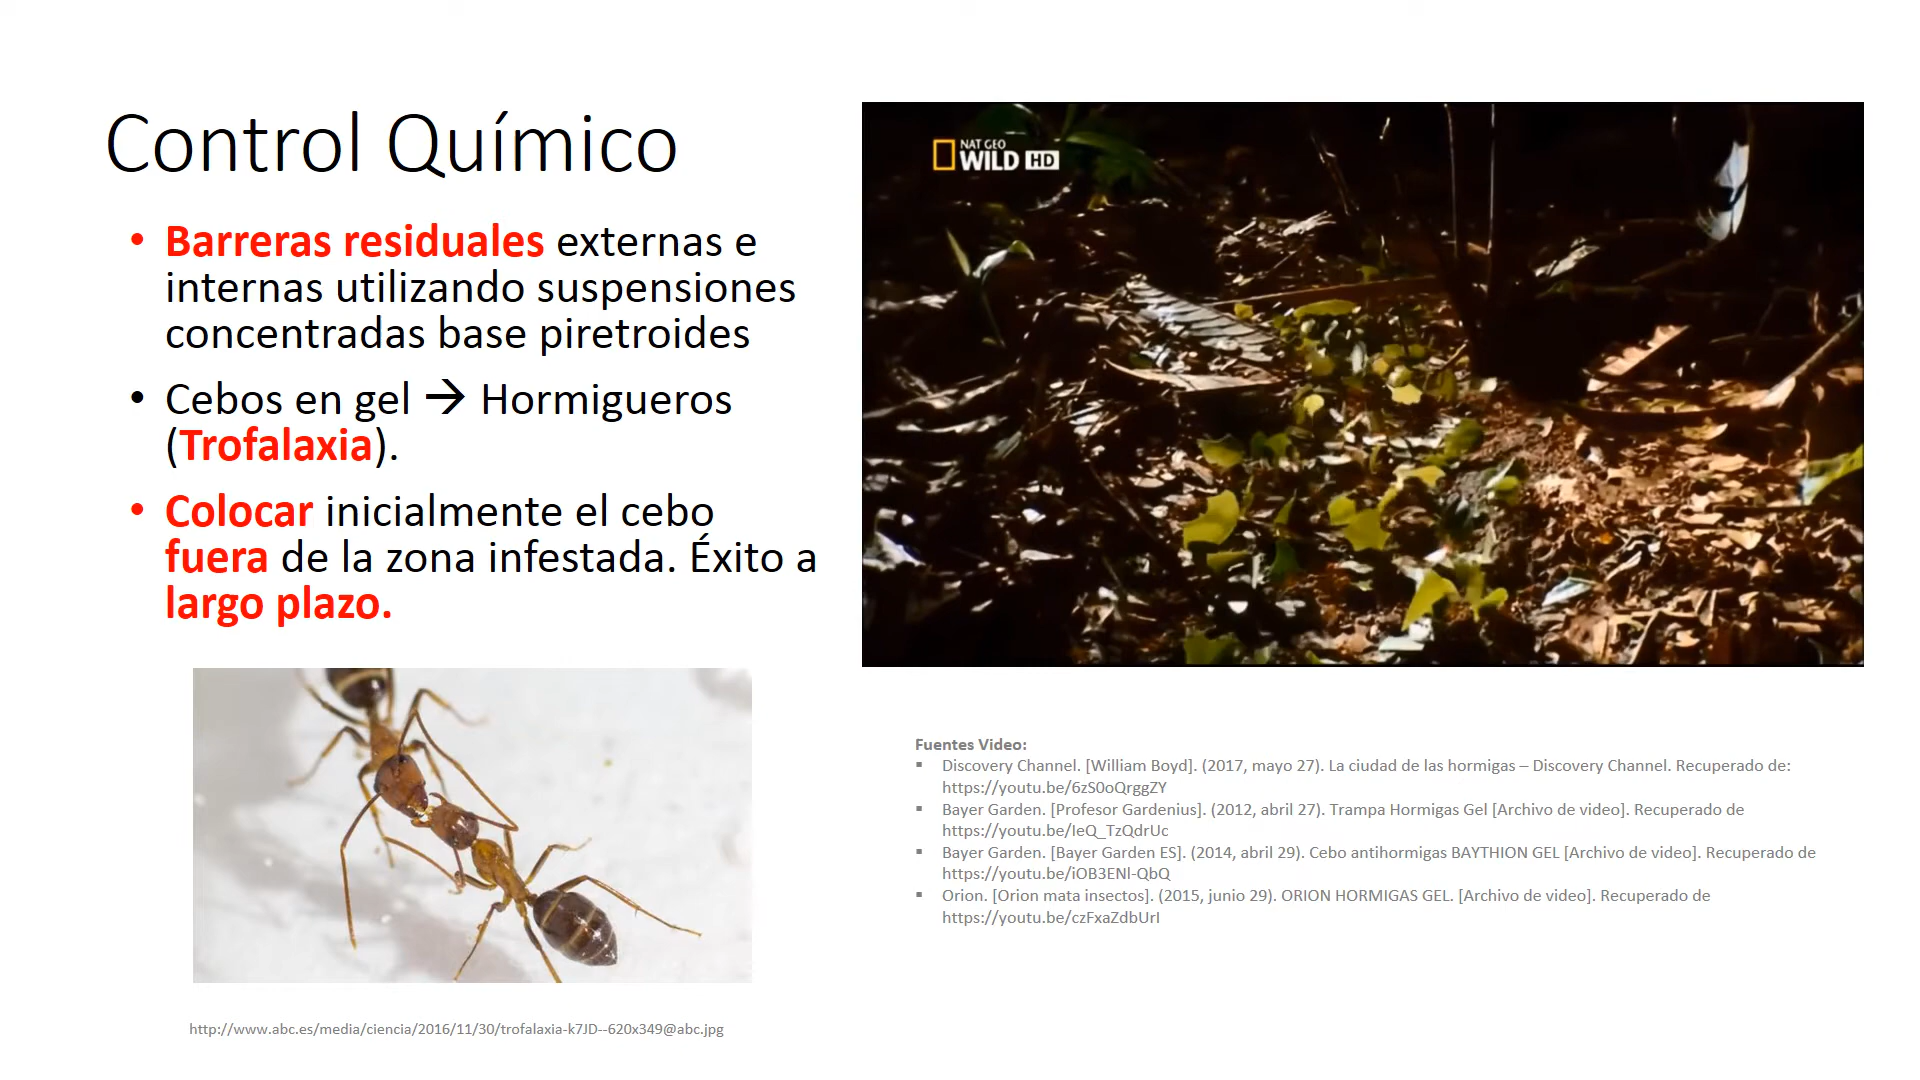 Control Químico
• Barreras residuales externas e
internas utilizando suspensiones
concentradas base piretroides
• Cebos en gel → Hormigueros
(Trofalaxia).
• Colocar inicialmente el cebo
fuera de la zona infestada. Éxito a
largo plazo.
http://www.abc.es/media/ciencia/2016/11/30/trofalaxia-k7JD--620x349@abc.jpg
NAT GEO
WILD HD
Fuentes Video:
▪ Discovery Channel. [William Boyd]. (2017, mayo 27). La ciudad de las hormigas – Discovery Channel. Recuperado de:
https://youtu.be/6zS0oQrggZY
▪ Bayer Garden. [Profesor Gardenius]. (2012, abril 27). Trampa Hormigas Gel [Archivo de video]. Recuperado de
https://youtu.be/IeQ_TzQdrUc
▪ Bayer Garden. [Bayer Garden ES]. (2014, abril 29). Cebo antihormigas BAYTHION GEL [Archivo de video]. Recuperado de
https://youtu.be/iOB3ENl-QbQ
▪ Orion. [Orion mata insectos]. (2015, junio 29). ORION HORMIGAS GEL. [Archivo de video]. Recuperado de
https://youtu.be/czFxaZdbUrI